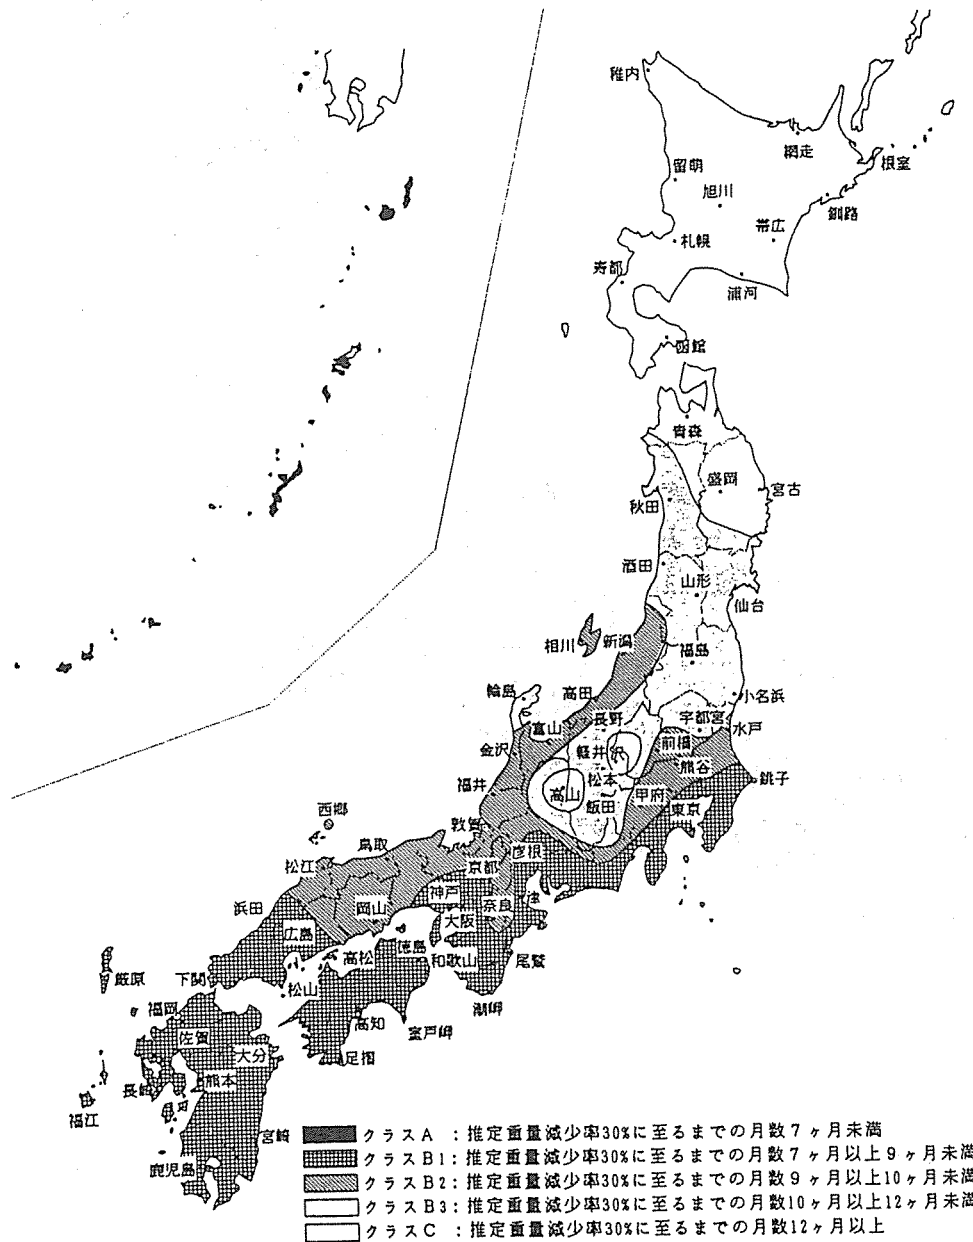 稚内
網走
根室
留萌
旭川
釧路
帯広
札幌
寿都
浦河
函館
青森
盛岡
宮古
秋田
酒田
山形
仙台
相川
新潟
福島
輪島
高田
小名浜
長野
宇都宮
富山
水戸
前橋
金沢
軽井沢
熊谷
松本
福井
銚子
高山
甲府
飯田
東京
西郷
敦賀
鳥取
彦根
松江
京都
神戸
津
浜田
岡山
奈良
大阪
広島
徳島
高松
和歌山
尾鷲
厳原
下関
松山
潮岬
福岡
高知
室戸岬
佐賀
大分
足摺
熊本
長崎
福江
宮崎
鹿児島
クラスA :推定重量減少率30%に至るまでの月数7ヶ月未満
クラスB1:推定重量減少率30%に至るまでの月数7ヶ月以上9ヶ月未満
クラスB2:推定重量減少率30%に至るまでの月数9ヶ月以上10ヶ月未満
クラスB3:推定重量減少率30%に至るまでの月数10ヶ月以上12ヶ月未満
クラスC :推定重量減少率30%に至るまでの月数12ヶ月以上